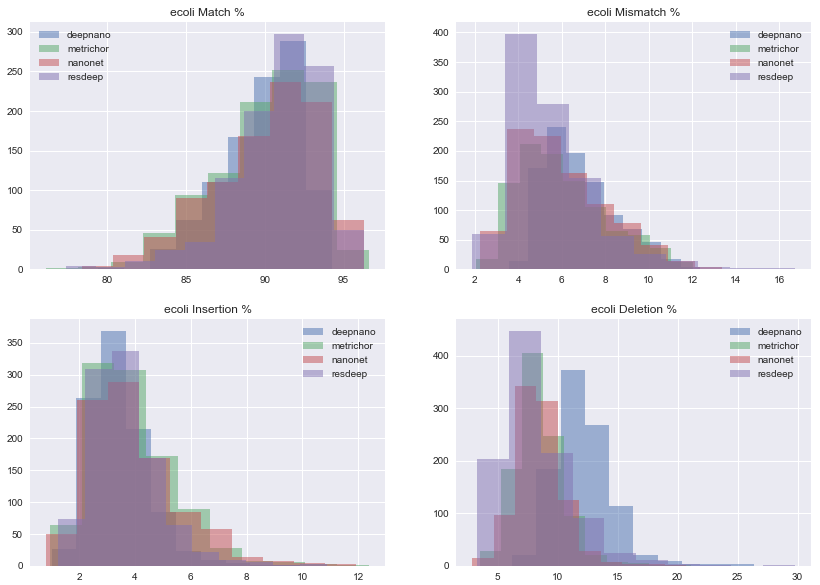 ecoli Match %
deepnano
metrichor
nanonet
resdeep
300
250
200
150
100
50
0
80
85
90
95
ecoli Mismatch %
deepnano
metrichor
nanonet
resdeep
400
350
300
250
200
150
100
50
0
2
4
6
8
10
12
14
16
ecoli Insertion %
deepnano
metrichor
nanonet
resdeep
350
300
250
200
150
100
50
0
2
4
6
8
10
12
ecoli Deletion %
deepnano
metrichor
nanonet
resdeep
400
300
200
100
0
5
10
15
20
25
30